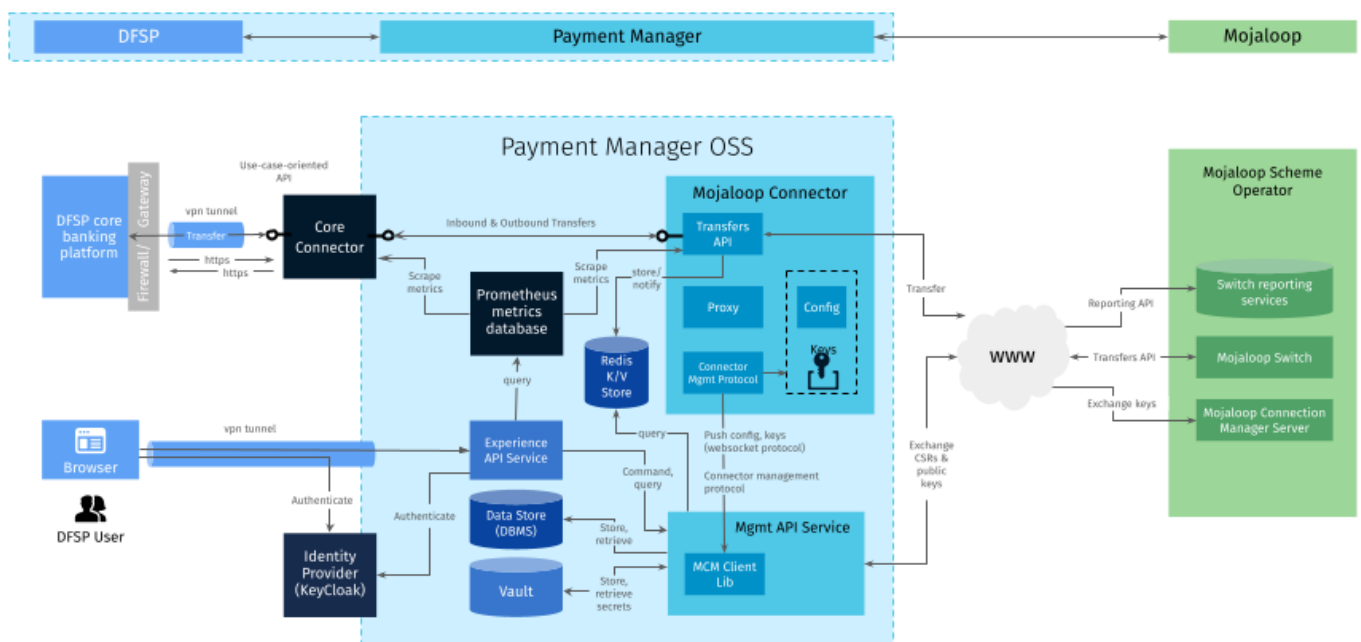 DFSP
Payment Manager
Mojaloop
Payment Manager OSS
Use-case-oriented
API
DFSP core
banking
platform
Firewall/ Gateway
vpn tunnel
Transfer
https
https
Core
Connector
Inbound & Outbound Transfers
Mojaloop Connector
Transfers
API
Scrape
metrics
Scrape
metrics
store/
notify
Prometheus
metrics
database
Proxy
Config
Keys
Redis
K/V
Store
Connector
Mgmt Protocol
Transfer
www
Mojaloop Scheme
Operator
Reporting API
Switch reporting
services
Transfers API
Mojaloop Switch
Exchange keys
Mojaloop Connection
Manager Server
query
vpn tunnel
Browser
DFSP User
Experience
API Service
query
Push config, keys
(websocket protocol)
Connector management
protocol
Command,
query
Exchange
CSRs &
public
keys
Authenticate
Authenticate
Identity
Provider
(KeyCloak)
Data Store
(DBMS)
Store,
retrieve
Mgmt API Service
MCM Client
Lib
Vault
Store,
retrieve
secrets